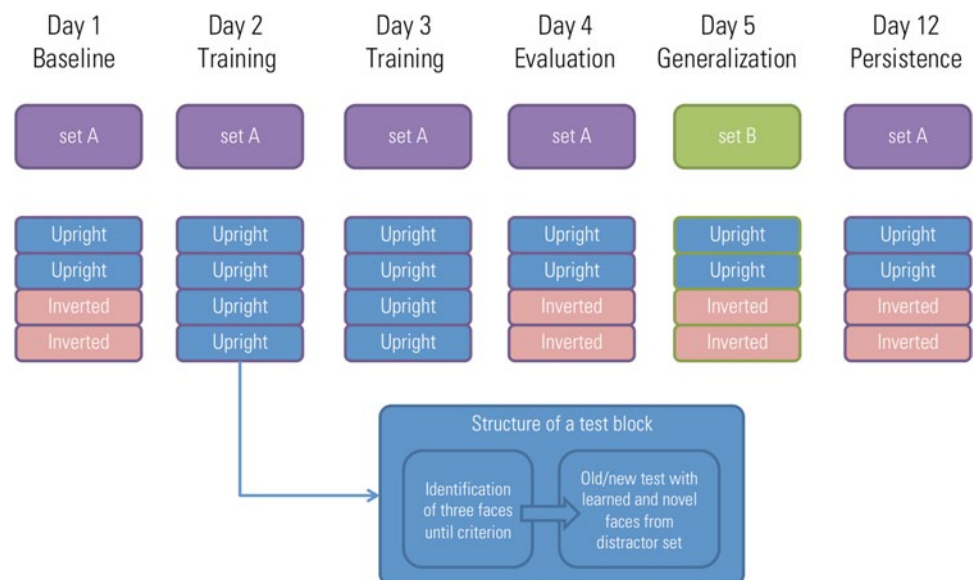 Day 1
Baseline
Day 2
Training
Day 3
Training
Day 4
Evaluation
Day 5
Generalization
Day 12
Persistence
set A
set A
set A
set A
set B
set A
Upright
Upright
Upright
Upright
Upright
Upright
Upright
Upright
Upright
Upright
Upright
Upright
Inverted
Upright
Upright
Inverted
Inverted
Inverted
Inverted
Upright
Upright
Inverted
Inverted
Inverted
Structure of a test block
Identification
of three faces
until criterion
Old/new test with
learned and novel
faces from
distractor set